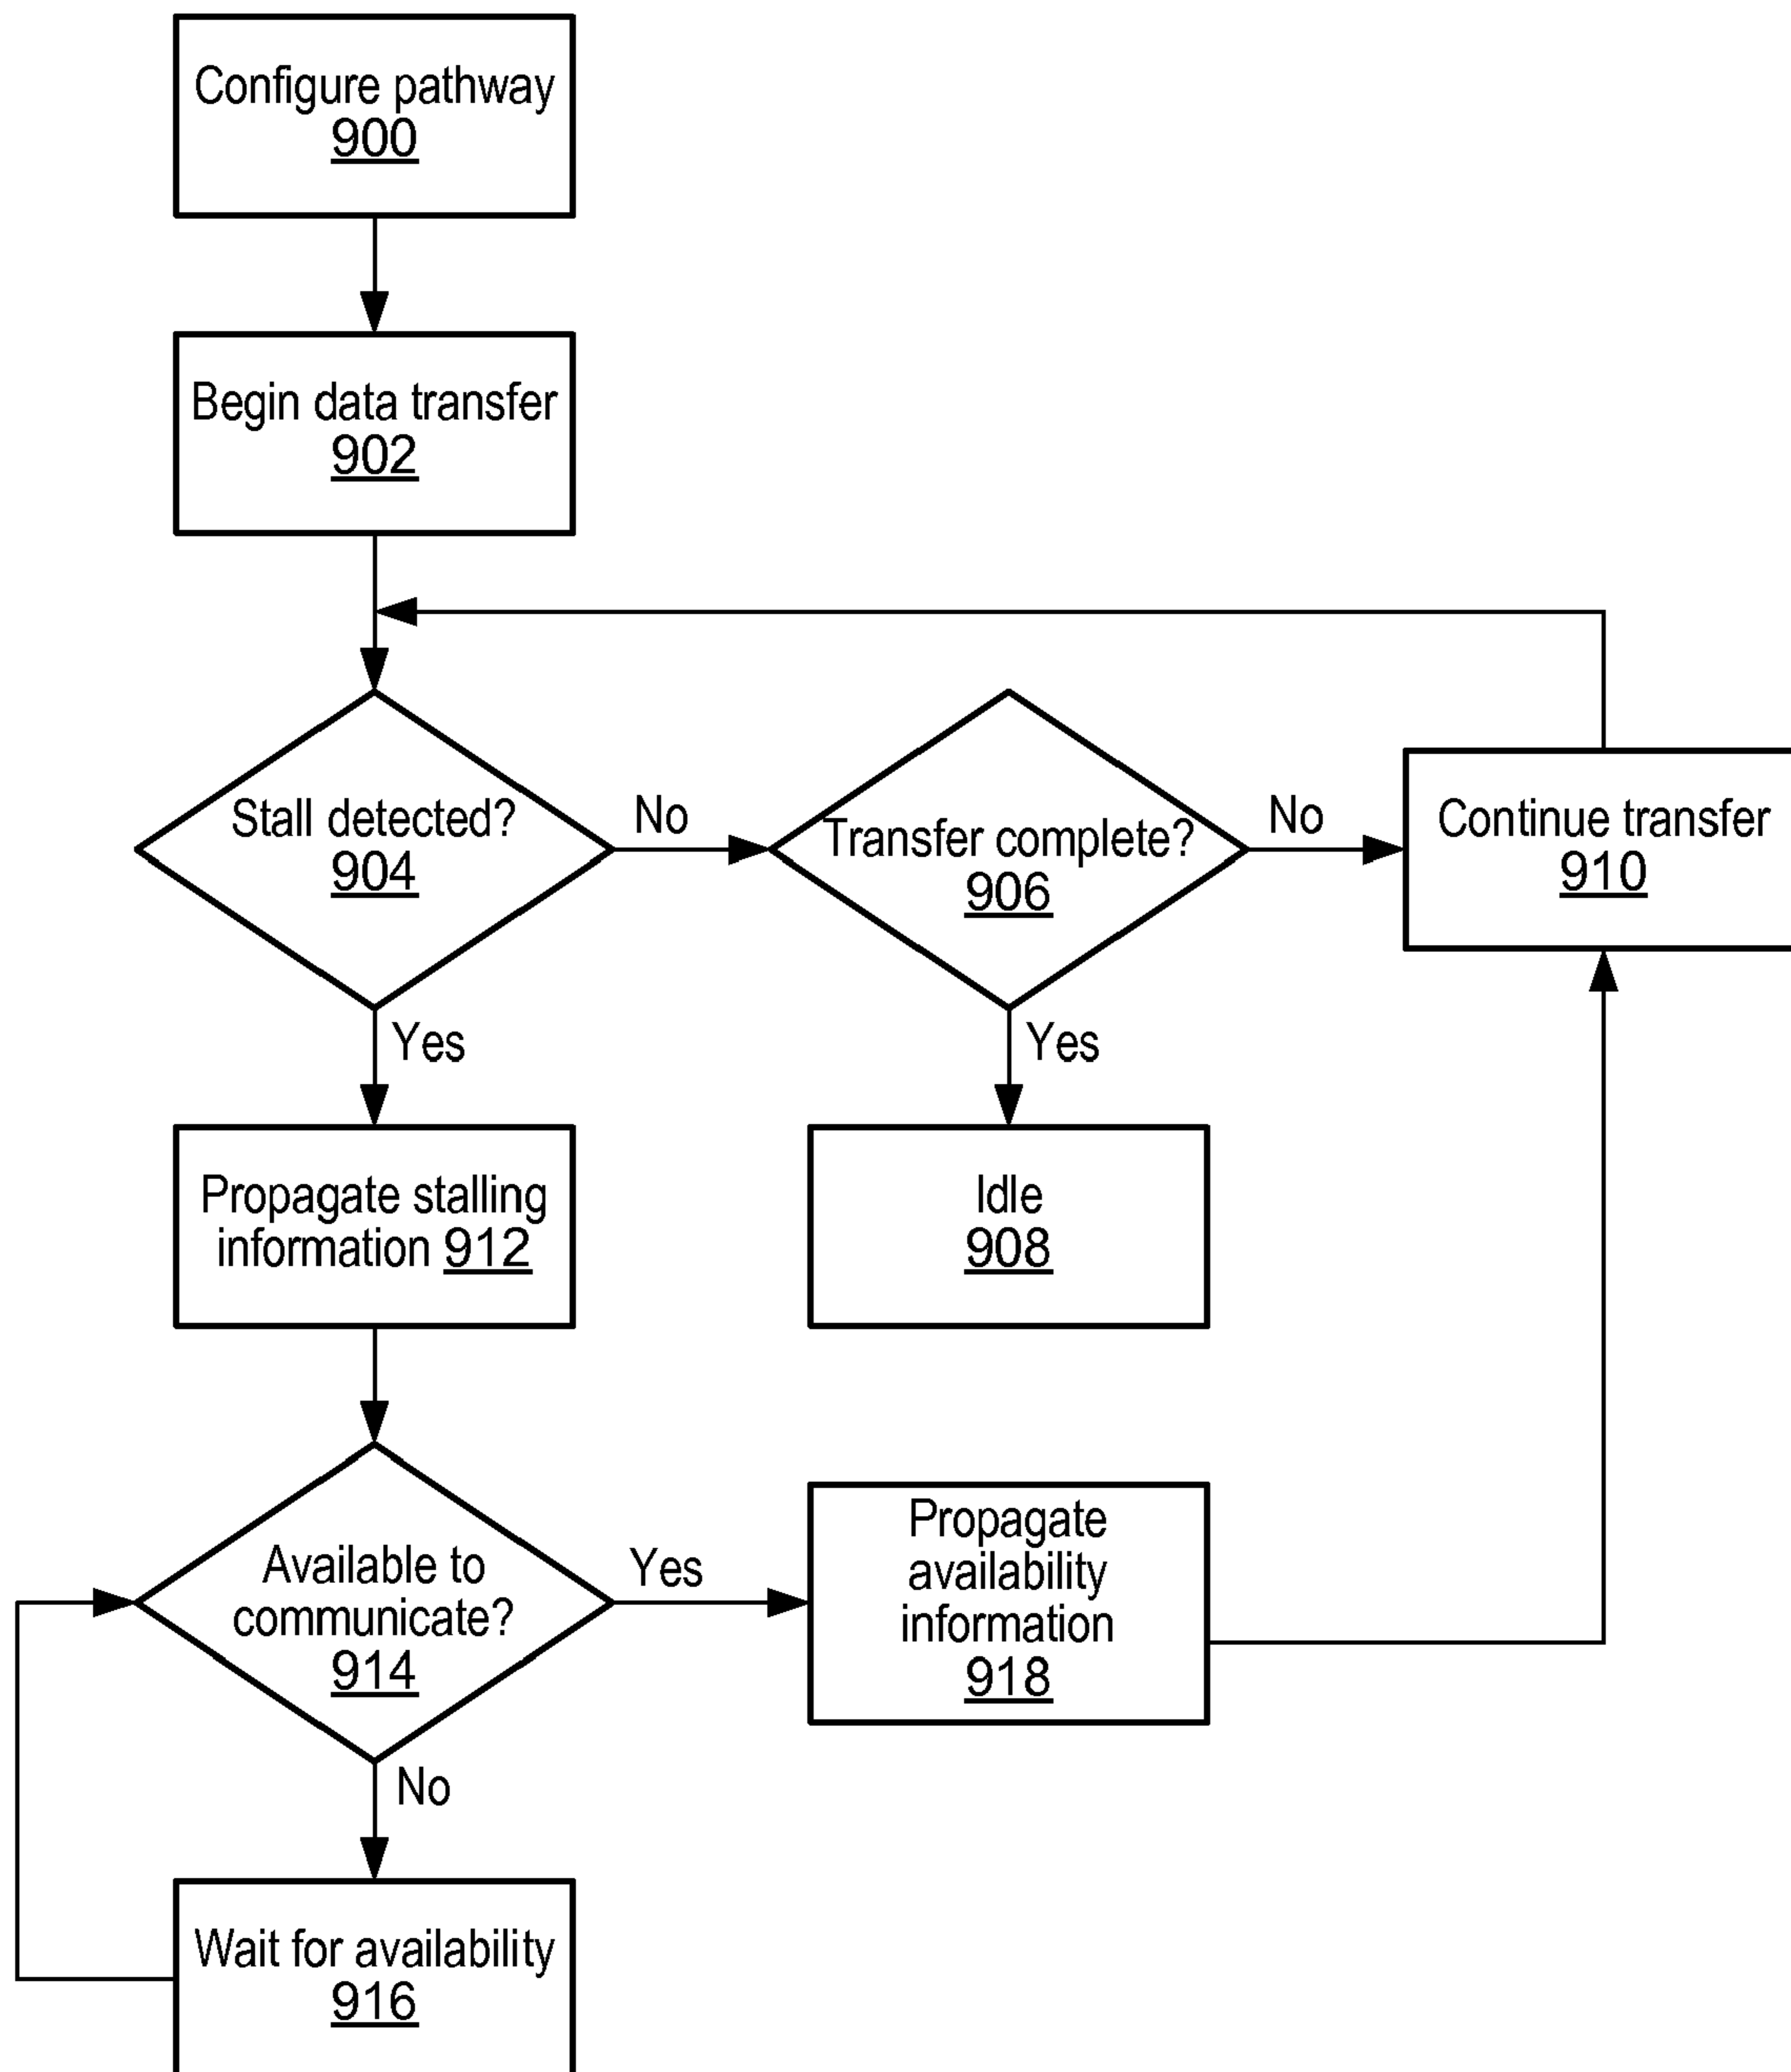 Configure pathway
900
Begin data transfer
902
Stall detected?
904
No
Transfer complete?
906
No
Continue transfer
910
Yes
Yes
Propagate stalling
information 912
Idle
908
Available to
communicate?
914
Yes
Propagate
availability
information
918
No
Wait for availability
916